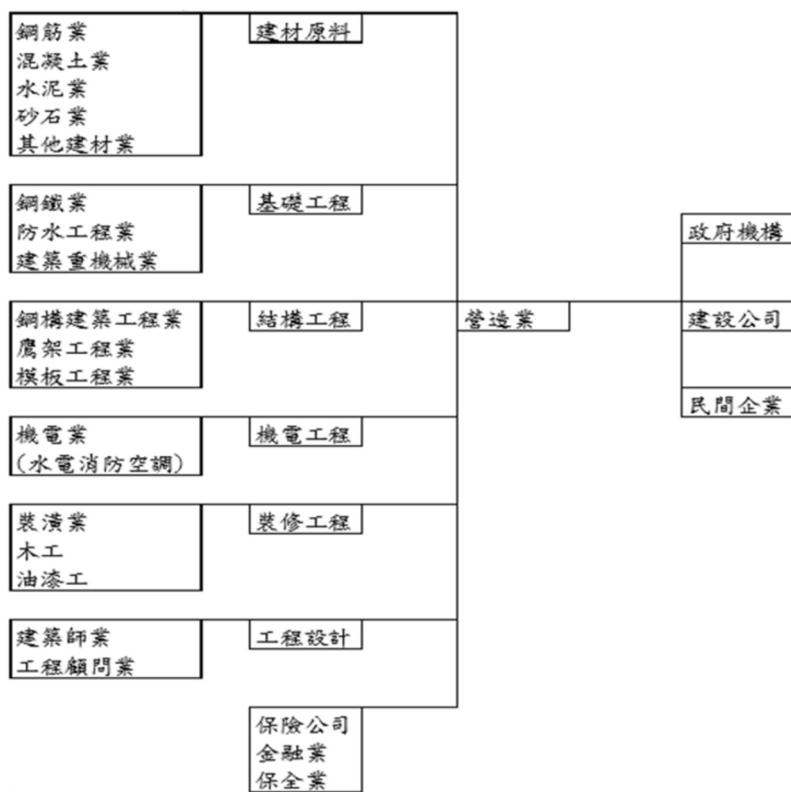 鋼筋業
混凝土業
水泥業
砂石業
其他建材業
建材原料
鋼鐵業
防水工程業
建築重機械業
基礎工程
鋼構建築工程業
鷹架工程業
模板工程業
結構工程
機電業
(水電消防空調)
機電工程
裝潢業
木工
油漆工
裝修工程
建築師業
工程顧問業
工程設計
保險公司
金融業
保全業
營造業
政府機構
建設公司
民間企業